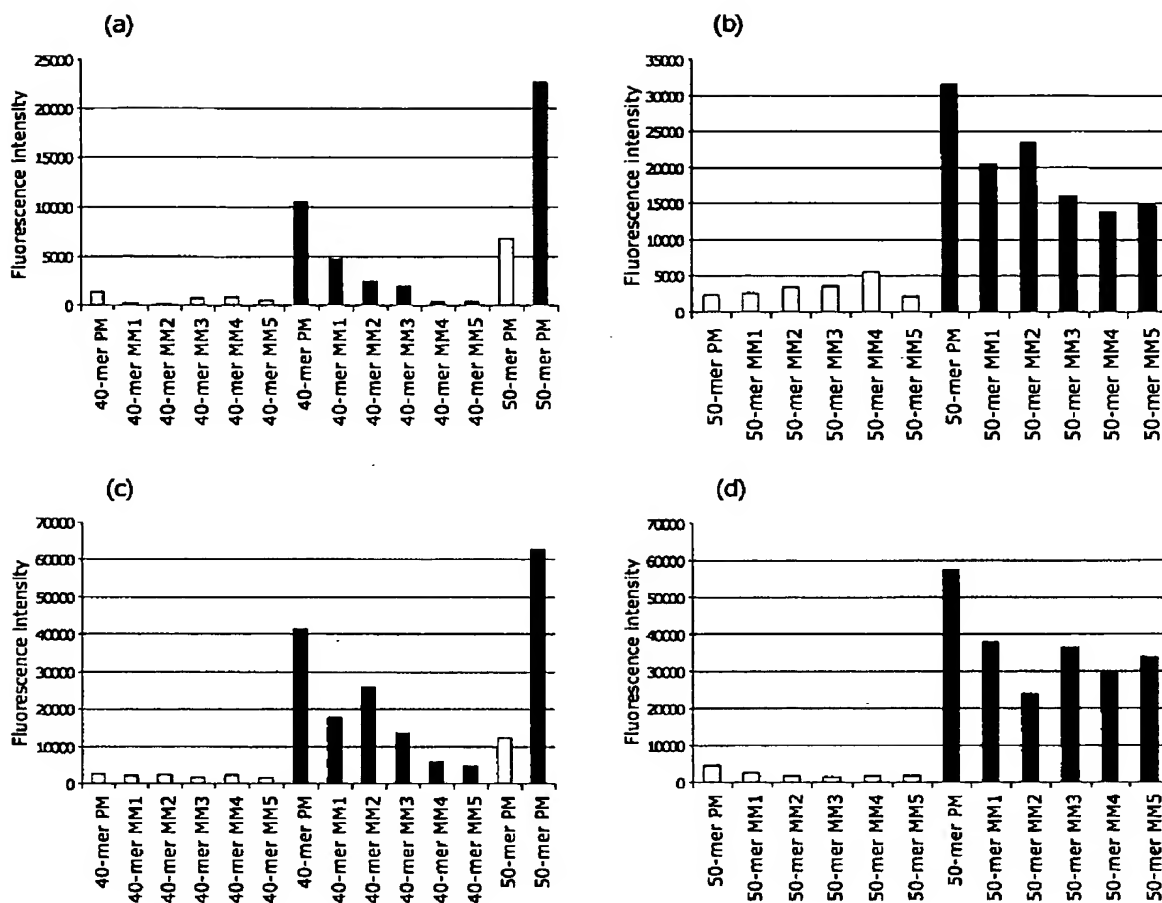 (a)
Fluorescence Intensity
25000
20000
15000
10000
5000
0
40-mer PM
40-mer MM1
40-mer MM2
40-mer MM3
40-mer MM4
40-mer MM5
40-mer PM
40-mer MM1
40-mer MM2
40-mer MM3
40-mer MM4
40-mer MM5
50-mer PM
50-mer PM
(b)
Fluorescence intensity
35000
30000
25000
20000
15000
10000
5000
0
50-mer PM
50-mer MM1
50-mer MM2
50-mer MM3
50-mer MM4
50-mer MM5
50-mer PM
50-mer MM1
50-mer MM2
50-mer MM3
50-mer MM4
50-mer MM5
(c)
Fluorescence Intensity
70000
60000
50000
40000
30000
20000
10000
0
40-mer PM
40-mer MM1
40-mer MM2
40-mer MM3
40-mer MM4
40-mer MM5
40-mer PM
40-mer MM1
40-mer MM2
40-mer MM3
40-mer MM4
40-mer MM5
50-mer PM
50-mer PM
(d)
Fluorescence Intensity
70000
60000
50000
40000
30000
20000
10000
0
50-mer PM
50-mer MM1
50-mer MM2
50-mer MM3
50-mer MM4
50-mer MM5
50-mer PM
50-mer MM1
50-mer MM2
50-mer MM3
50-mer MM4
50-mer MM5